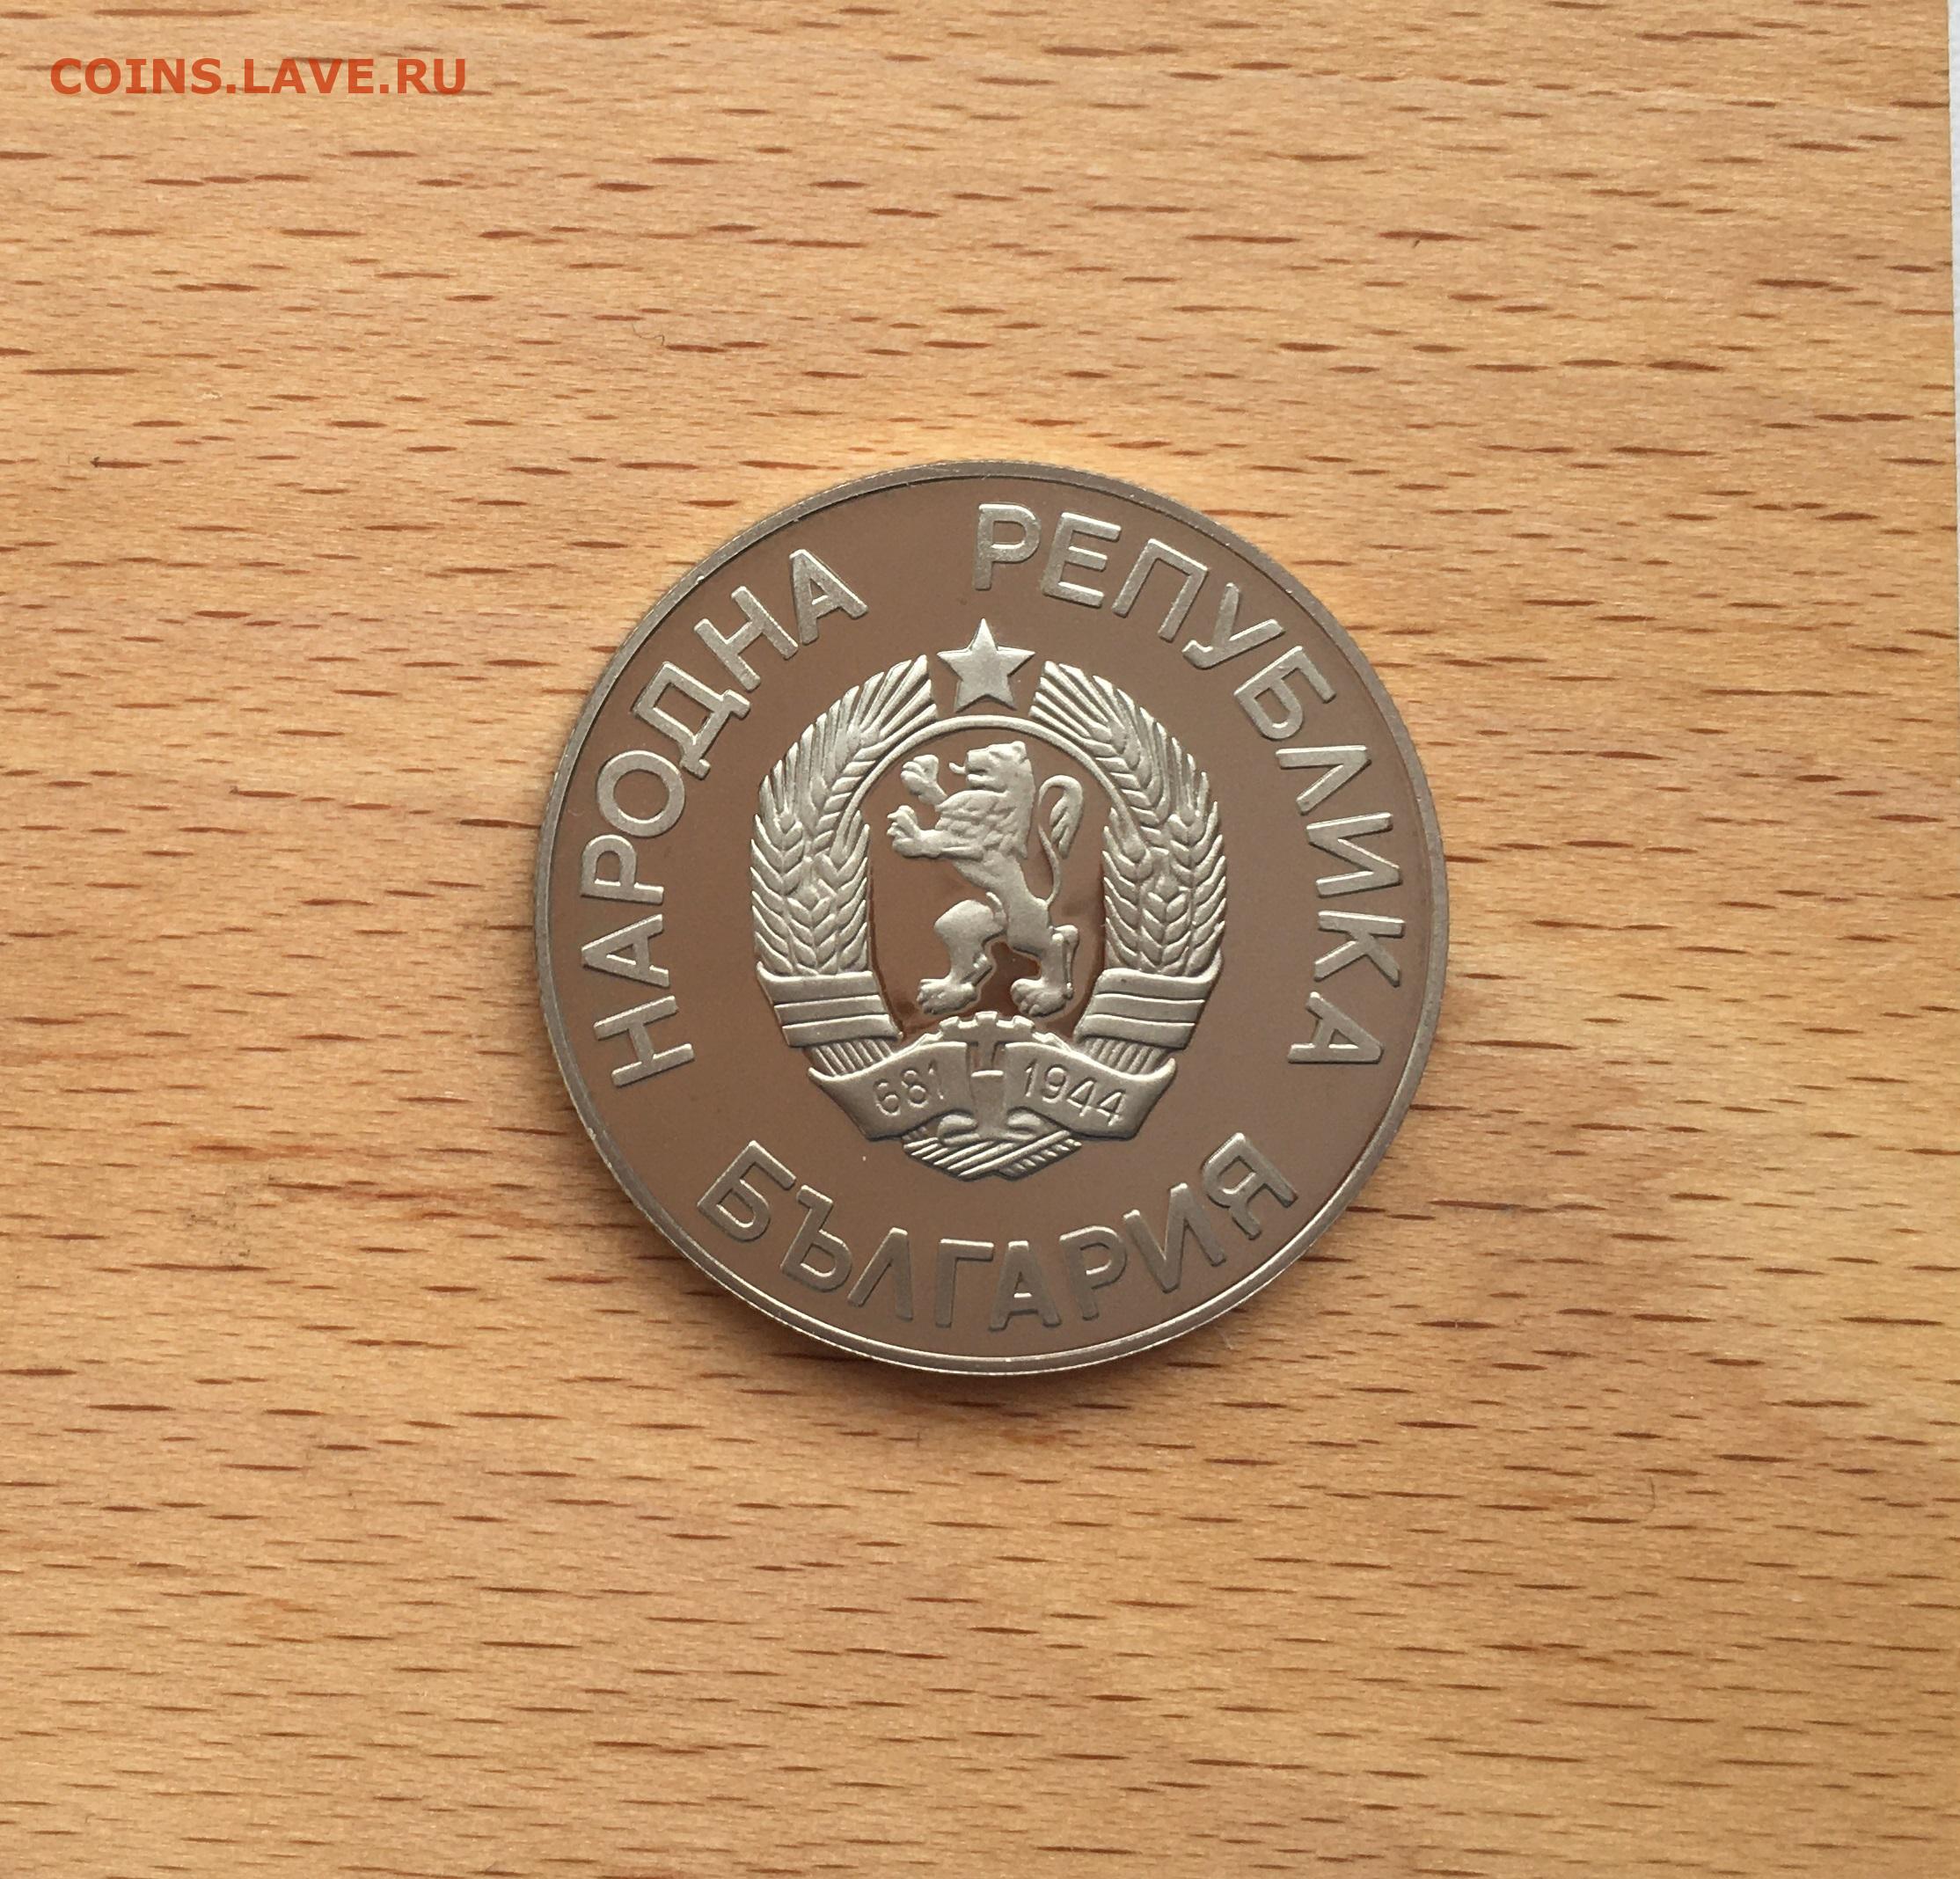 COINS.LAVE.RU
НАРОДНА РЕПУБЛИКА
681 1944
БЪЛГАРИЯ